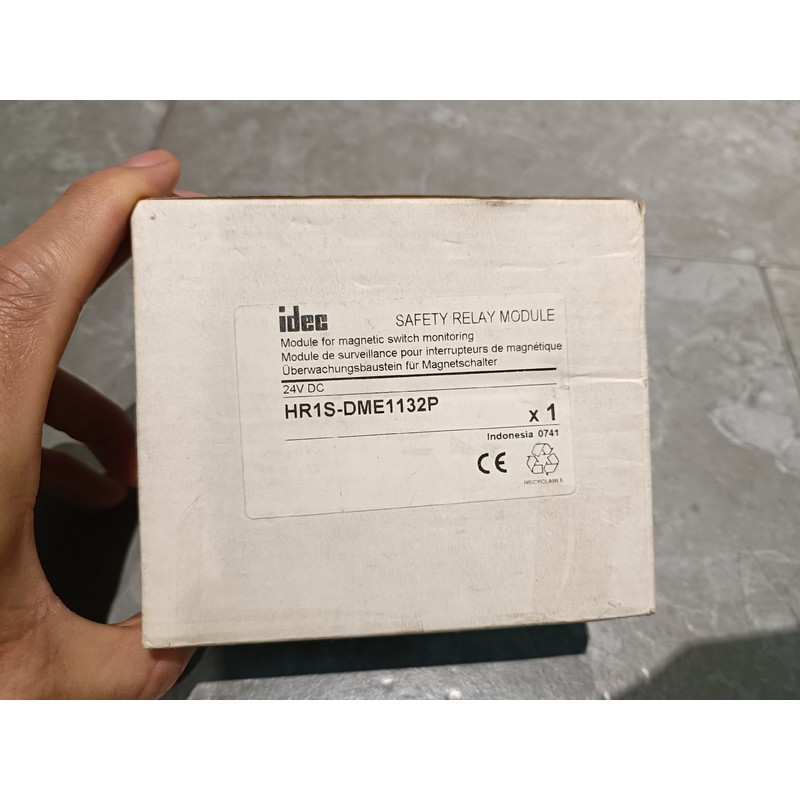 idec
SAFETY RELAY MODULE
Module for magnetic switch monitoring
Module de surveillance pour interrupteurs de magnétique
Überwachungsbaustein für Magnetschalter
24V DC
HR1S-DME1132P
x 1
Indonesia 0741
CE
RECYCLABLE